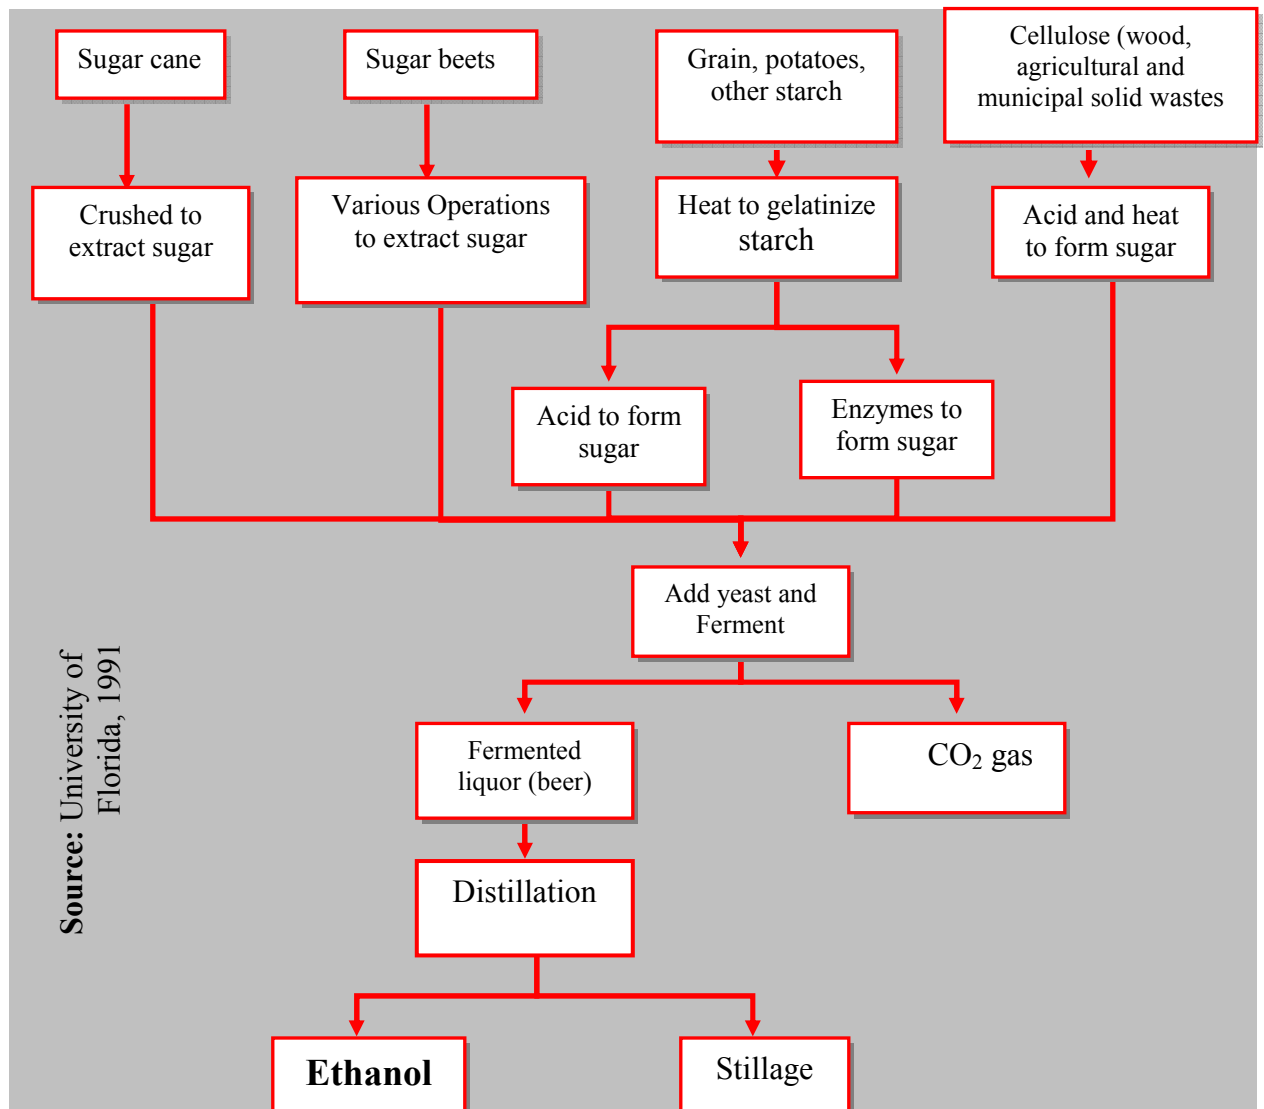 Sugar cane
Sugar beets
Grain, potatoes,
other starch
Cellulose (wood,
agricultural and
municipal solid wastes
Crushed to
extract sugar
Various Operations
to extract sugar
Heat to gelatinize
starch
Acid and heat
to form sugar
Acid to form
sugar
Enzymes to
form sugar
Add yeast and
Ferment
Fermented
liquor (beer)
CO₂ gas
Distillation
Ethanol
Stillage
Source: University of
Florida, 1991